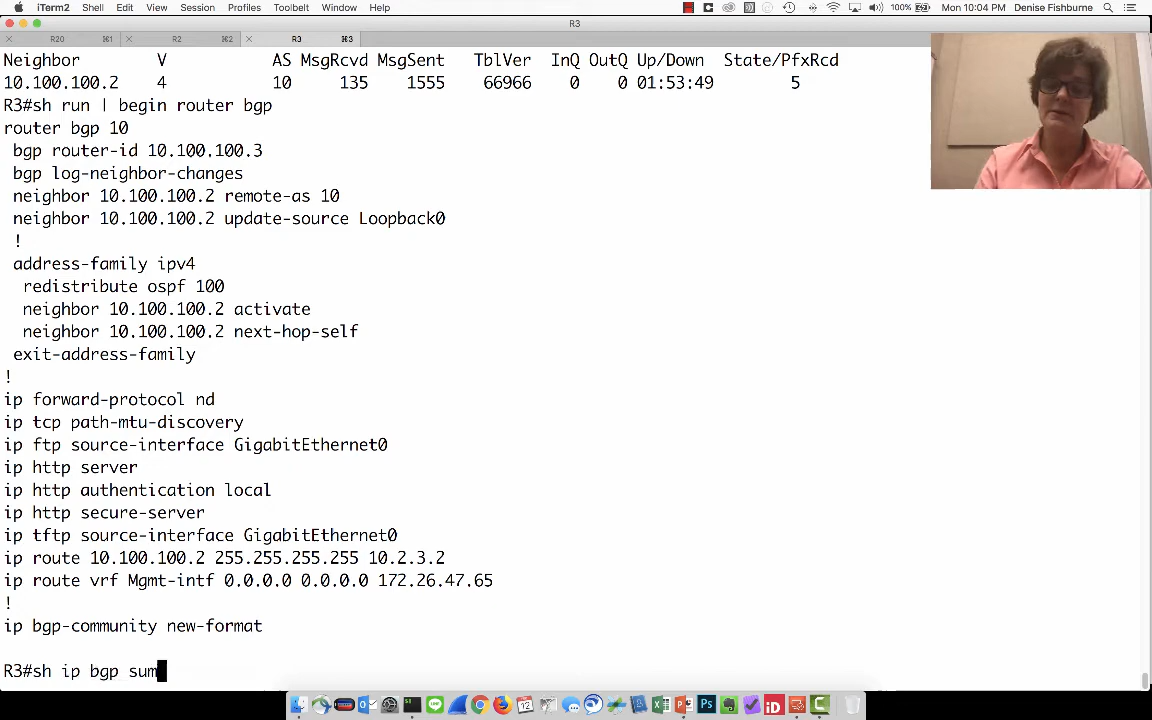 iTerm2 Shell Edit View Session Profiles Toolbelt Window Help 100% Mon 10:04 PM Denise Fishburne
R3
R20 ⌘1 R2 ⌘2 R3 ⌘3
Neighbor V AS MsgRcvd MsgSent TblVer InQ OutQ Up/Down State/PfxRcd
10.100.100.2 4 10 135 1555 66966 0 0 01:53:49 5
R3#sh run | begin router bgp
router bgp 10
bgp router-id 10.100.100.3
bgp log-neighbor-changes
neighbor 10.100.100.2 remote-as 10
neighbor 10.100.100.2 update-source Loopback0
!
address-family ipv4
redistribute ospf 100
neighbor 10.100.100.2 activate
neighbor 10.100.100.2 next-hop-self
exit-address-family
!
ip forward-protocol nd
ip tcp path-mtu-discovery
ip ftp source-interface GigabitEthernet0
ip http server
ip http authentication local
ip http secure-server
ip tftp source-interface GigabitEthernet0
ip route 10.100.100.2 255.255.255.255 10.2.3.2
ip route vrf Mgmt-intf 0.0.0.0 0.0.0.0 172.26.47.65
!
ip bgp-community new-format
R3#sh ip bgp sum